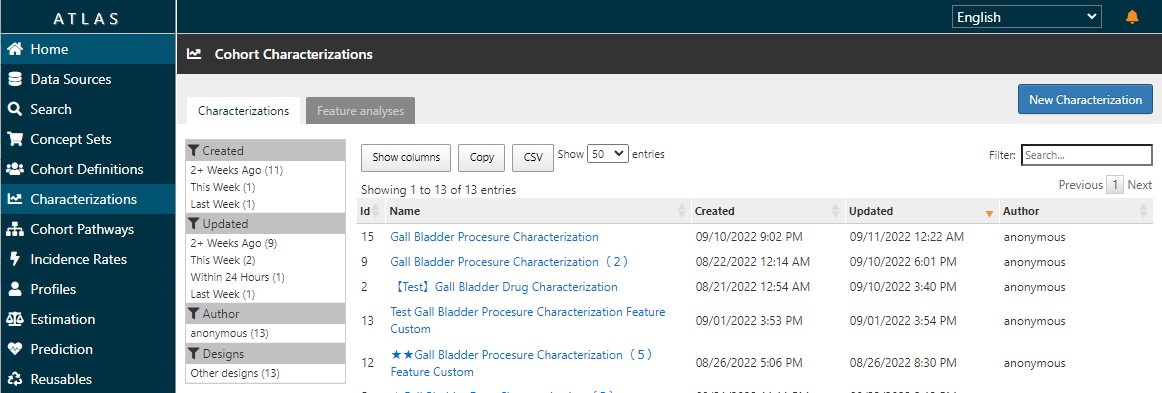 ATLAS
English
Home
Data Sources
Search
Concept Sets
Cohort Definitions
Characterizations
Cohort Pathways
Incidence Rates
Profiles
Estimation
Prediction
Reusables
Cohort Characterizations
New Characterization
Characterizations Feature analyses
Created
2+ Weeks Ago (11)
This Week (1)
Last Week (1)
Updated
2+ Weeks Ago (9)
This Week (2)
Within 24 Hours (1)
Last Week (1)
Author
anonymous (13)
Designs
Other designs (13)
Show columns Copy CSV Show 50 entries
Filter: Search...
Previous 1 Next
Showing 1 to 13 of 13 entries
Id Name Created Updated Author
15 Gall Bladder Procesure Characterization 09/10/2022 9:02 PM 09/11/2022 12:22 AM anonymous
9 Gall Bladder Procesure Characterization（2） 08/22/2022 12:14 AM 09/10/2022 6:01 PM anonymous
2 【Test】Gall Bladder Drug Characterization 08/21/2022 12:54 AM 09/10/2022 3:40 PM anonymous
13 Test Gall Bladder Procesure Characterization Feature Custom 09/01/2022 3:53 PM 09/01/2022 3:54 PM anonymous
12 ★★Gall Bladder Procesure Characterization（5） Feature Custom 08/26/2022 5:06 PM 08/26/2022 8:30 PM anonymous